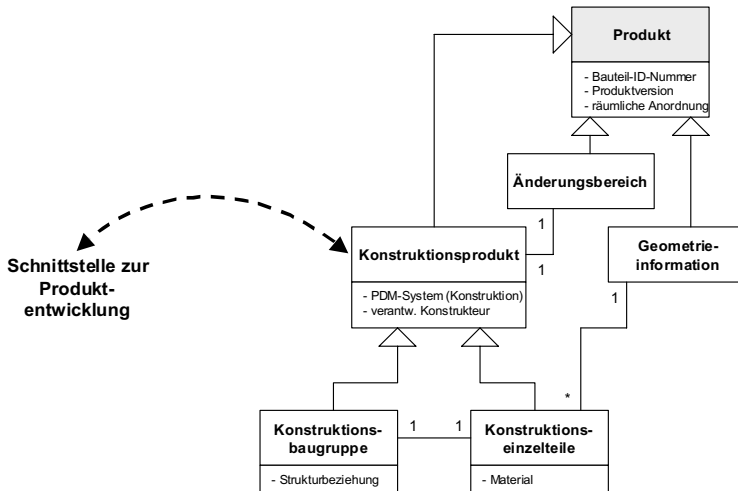 Produkt
- Bauteil-ID-Nummer
- Produktversion
- räumliche Anordnung
Änderungsbereich
1
Konstruktionsprodukt
1
- PDM-System (Konstruktion)
- verantw. Konstrukteur
Geometrie-
information
1
Schnittstelle zur
Produkt-
entwicklung
*
Konstruktions-
baugruppe
- Strukturbeziehung
1
1
Konstruktions-
einzelteile
- Material